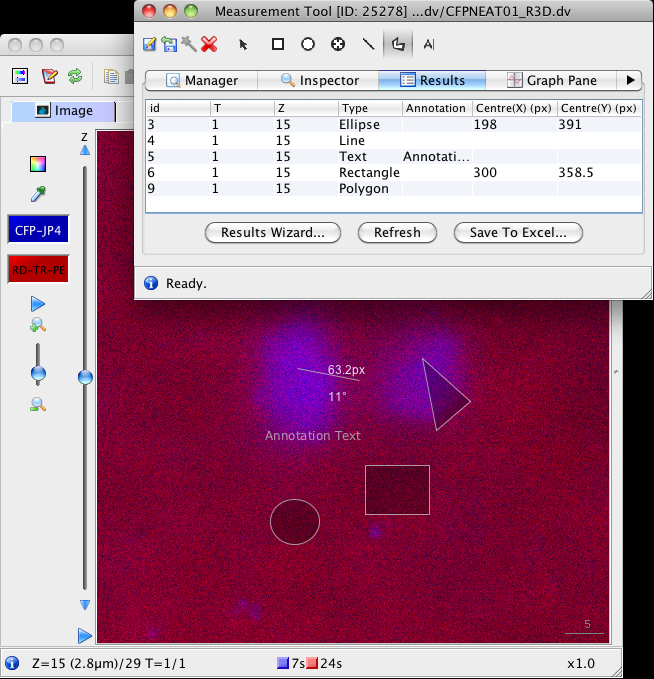 Measurement Tool [ID: 25278] ...dv/CFPNEAT01_R3D.dv
Manager Inspector Results Graph Pane
id T Z Type Annotation Centre(X) (px) Centre(Y) (px)
3 1 15 Ellipse 198 391
4 1 15 Line
5 1 15 Text Annotati...
6 1 15 Rectangle 300 358.5
9 1 15 Polygon
Results Wizard... Refresh Save To Excel...
Ready.
Image
Z
CFP-JP4
RD-TR-PE
63.2px
11°
Annotation Text
5
Z=15 (2.8µm)/29 T=1/1 7s 24s x1.0